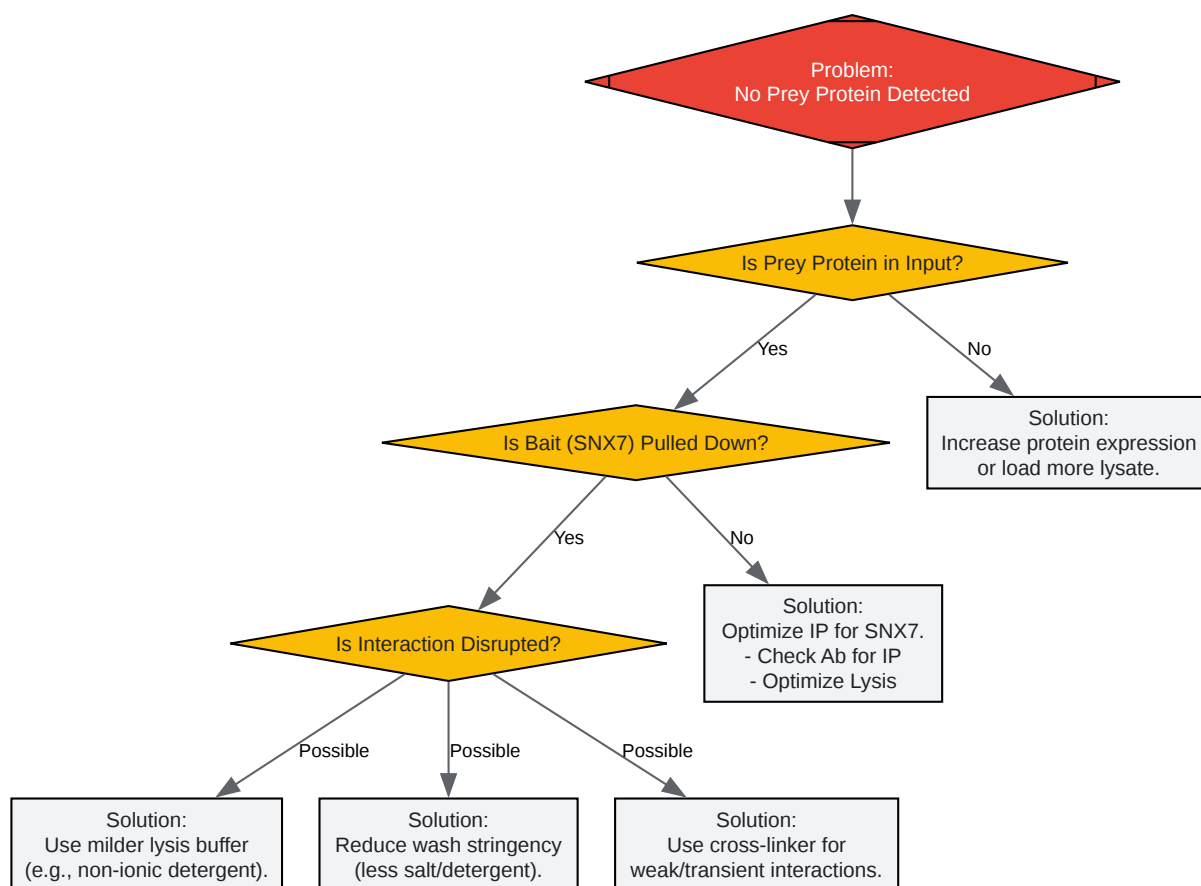 Problem:
No Prey Protein Detected
Is Prey Protein in Input?
Yes
No
Is Bait (SNX7) Pulled Down?
Solution:
Increase protein expression
or load more lysate.
Yes
No
Is Interaction Disrupted?
Solution:
Optimize IP for SNX7.
- Check Ab for IP
- Optimize Lysis
Possible
Possible
Possible
Solution:
Use milder lysis buffer
(e.g., non-ionic detergent).
Solution:
Reduce wash stringency
(less salt/detergent).
Solution:
Use cross-linker for
weak/transient interactions.